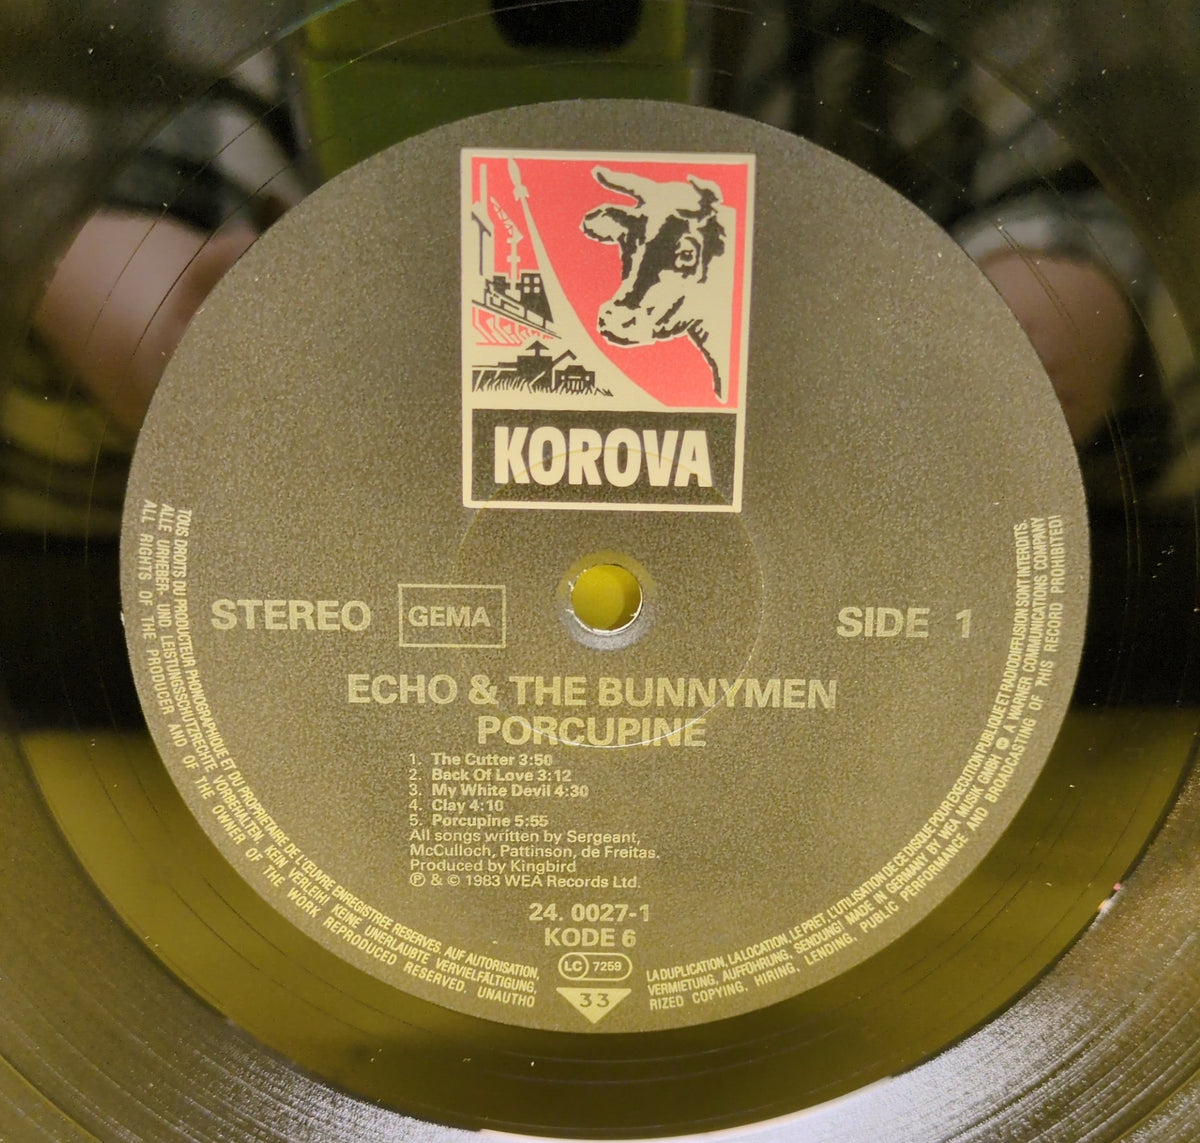 KOROVA
STEREO
GEMA
SIDE 1
ECHO & THE BUNNYMEN
PORCUPINE
1. The Cutter 3:50
2. Back Of Love 3:12
3. My White Devil 4:30
4. Clay 4:10
5. Porcupine 5:55
All songs written by Sergeant,
McCulloch, Pattinson, de Freitas.
Produced by Kingbird
Ⓟ & © 1983 WEA Records Ltd.
24. 0027-1
KODE 6
LC 7259
33
TOUS DROITS DU PRODUCTEUR PHONOGRAPHIQUE ET DU PROPRIETAIRE DE L'ŒUVRE ENREGISTREE RESERVES, AUF AUTORISATION, LA DUPLICATION, LA LOCATION, LE PRET, L'UTILISATION DE CE DISQUE POUR EXECUTION PUBLIQUE ET RADIODIFFUSION SONT INTERDITS.
ALLE URHEBER- UND LEISTUNGSSCHUTZRECHTE VORBEHALTEN, KEIN VERLEIH! KEINE UNERLAUBTE VERVIELFÄLTIGUNG, VERMIETUNG, AUFFÜHRUNG, SENDUNG! MADE IN GERMANY BY WEA MUSIK GMBH A WARNER COMMUNICATIONS COMPANY
ALL RIGHTS OF THE PRODUCER AND OF THE OWNER OF THE WORK REPRODUCED RESERVED, UNAUTHORIZED COPYING, HIRING, LENDING, PUBLIC PERFORMANCE AND BROADCASTING OF THIS RECORD PROHIBITED!